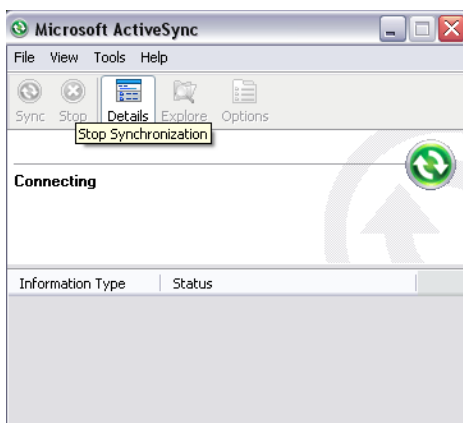 Microsoft ActiveSync
File View Tools Help
Sync Stop Details Explore Options
Stop Synchronization
Connecting
Information Type Status